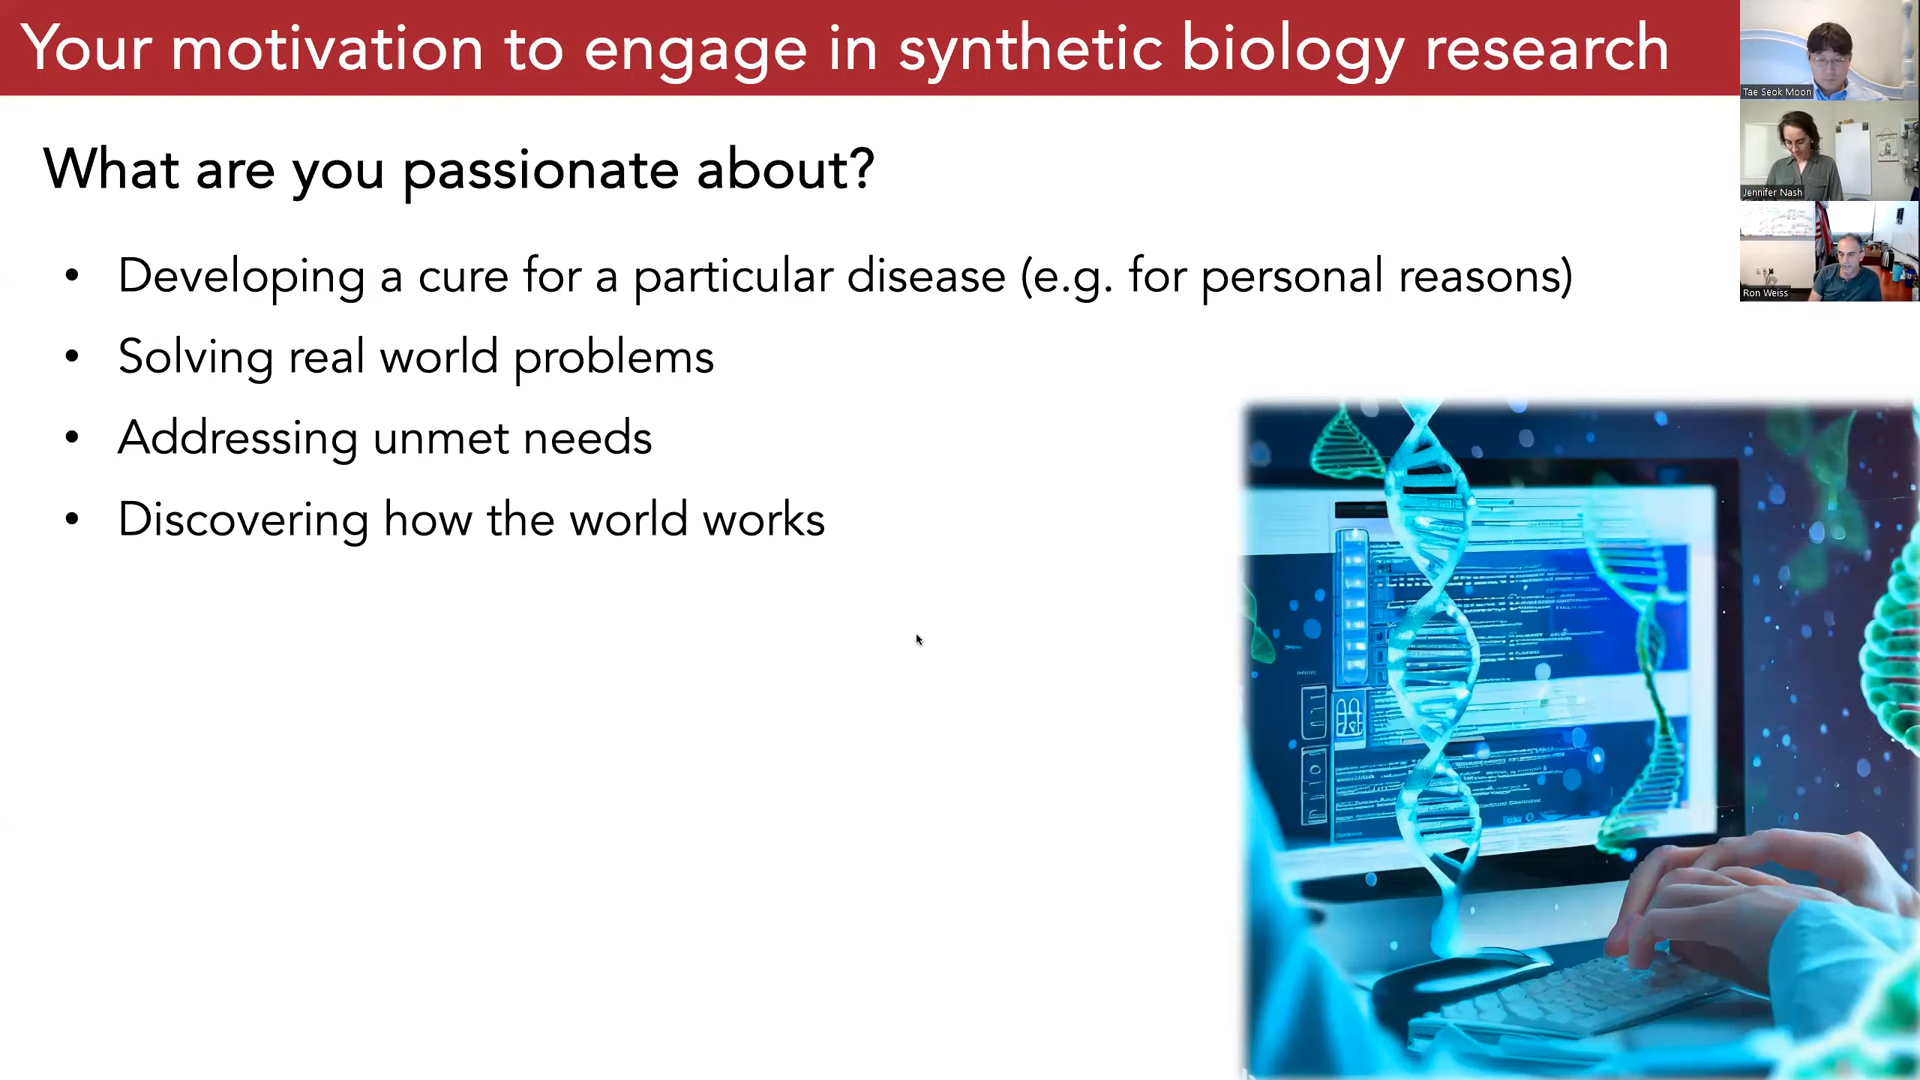 Your motivation to engage in synthetic biology research
Tae Seok Moon
Jennifer Nash
Ron Weiss
What are you passionate about?
• Developing a cure for a particular disease (e.g. for personal reasons)
• Solving real world problems
• Addressing unmet needs
• Discovering how the world works